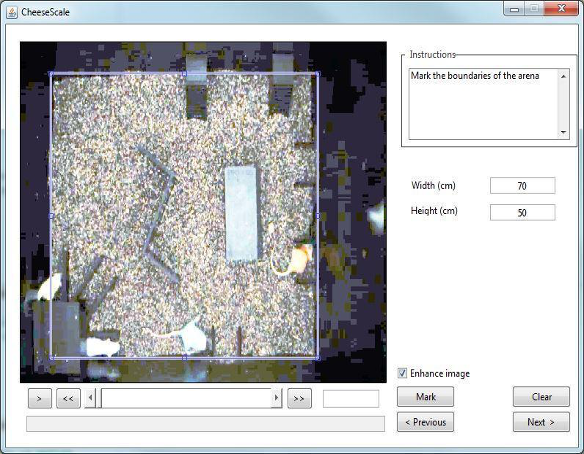 CheeseScale
Instructions
Mark the boundaries of the arena
Width (cm) 70
Height (cm) 50
Enhance image
> << >> Mark Clear
< Previous Next >